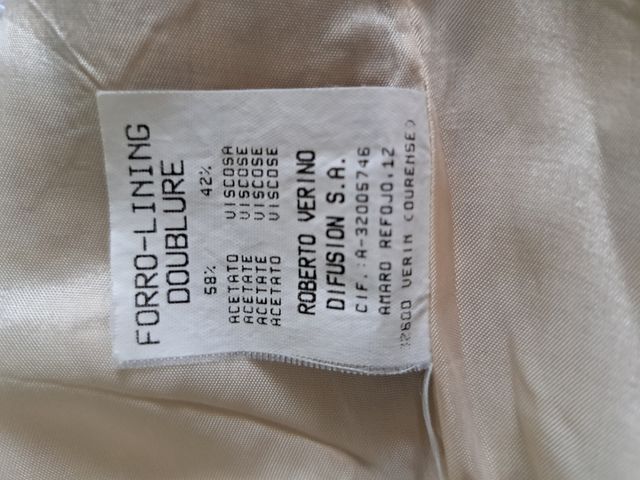 FORRO-LINING
DOUBLURE
58% 42%
ACETATO VISCOSA
ACETATE VISCOSE
ACETATE VISCOSE
ACETATO VISCOSE
ROBERTO VERINO
DIFUSION S.A.
CIF.:A-32005746
AMARO REFOJO,12
32600 VERIN (OURENSE)